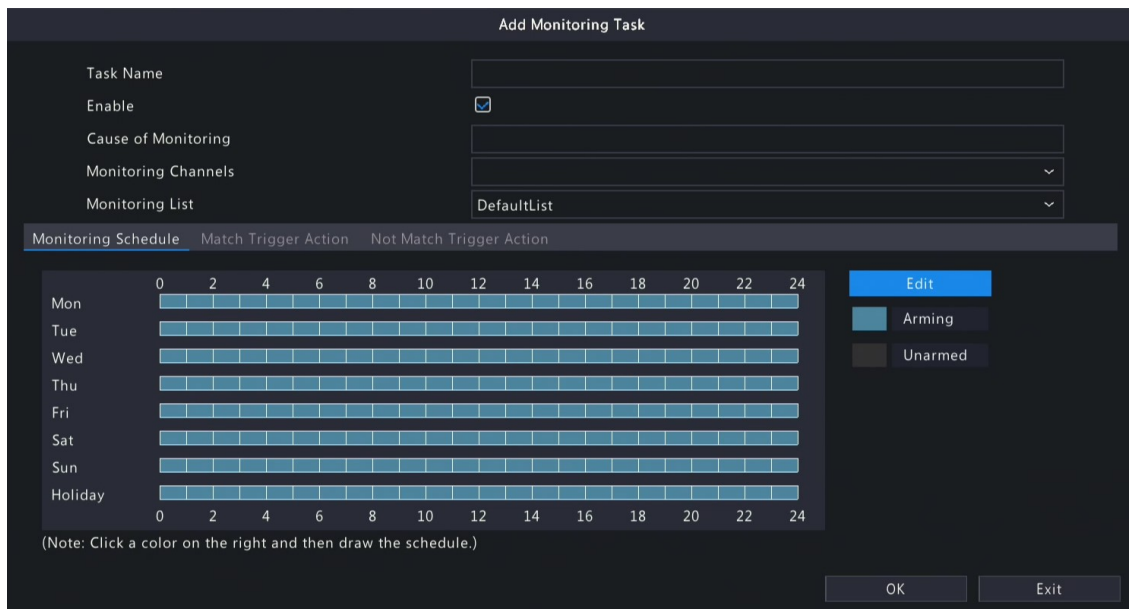 Add Monitoring Task
Task Name
Enable
Cause of Monitoring
Monitoring Channels
Monitoring List DefaultList
Monitoring Schedule Match Trigger Action Not Match Trigger Action
0 2 4 6 8 10 12 14 16 18 20 22 24 Edit
Mon
Arming
Tue
Wed Unarmed
Thu
Fri
Sat
Sun
Holiday
0 2 4 6 8 10 12 14 16 18 20 22 24
(Note: Click a color on the right and then draw the schedule.)
OK Exit